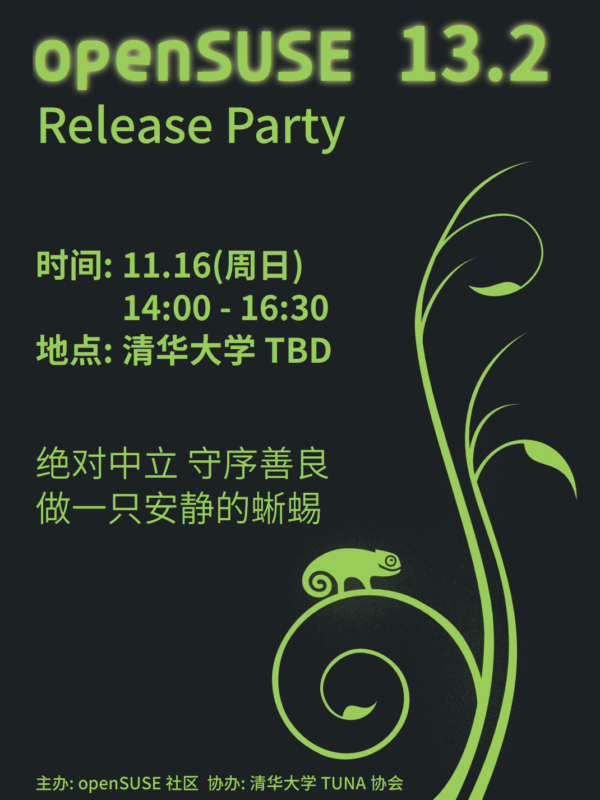 openSUSE 13.2
Release Party
时间: 11.16(周日)
14:00 - 16:30
地点: 清华大学 TBD
绝对中立 守序善良
做一只安静的蜥蜴
主办: openSUSE 社区 协办: 清华大学 TUNA 协会